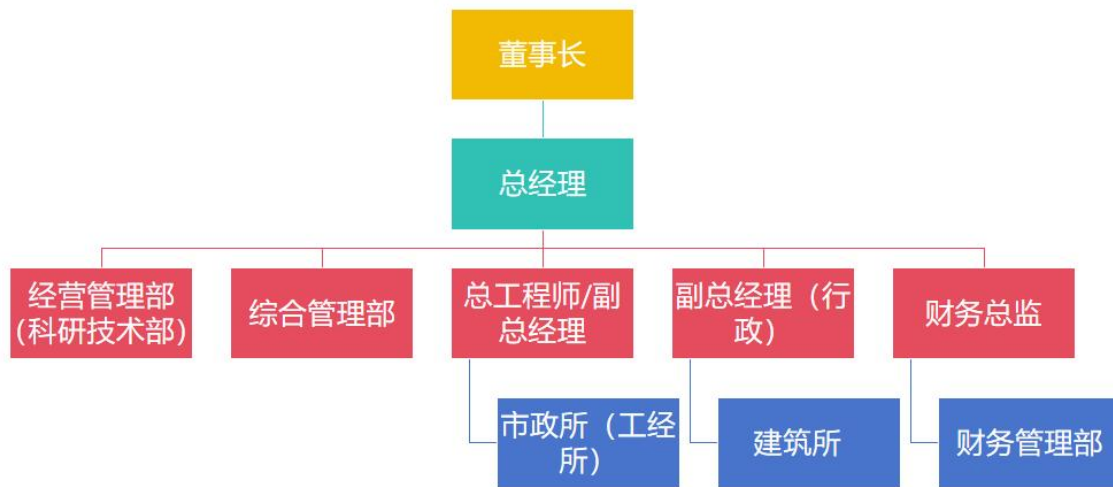 董事长
总经理
经营管理部
（科研技术部）
综合管理部
总工程师/副
总经理
副总经理（行
政）
财务总监
市政所（工经
所）
建筑所
财务管理部